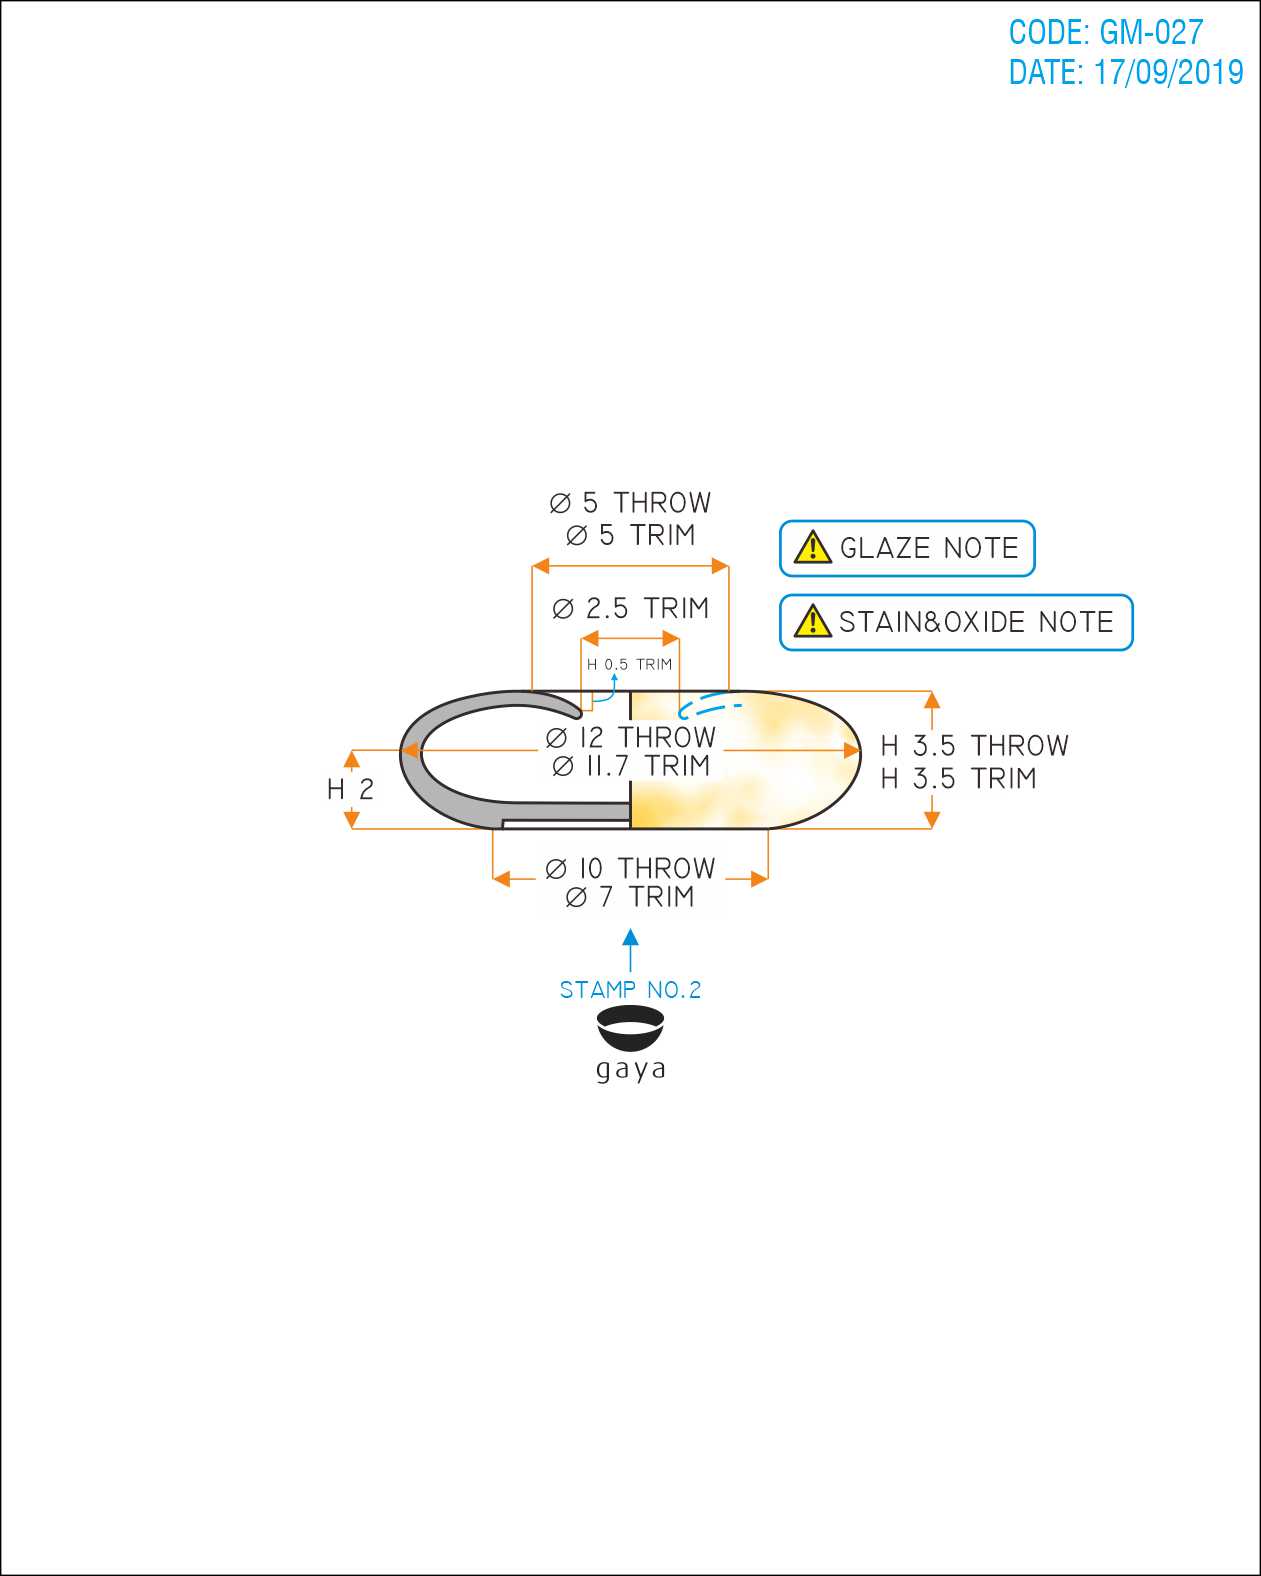 CODE: GM-027
DATE: 17/09/2019
Ø 5 THROW
Ø 5 TRIM
GLAZE NOTE
Ø 2.5 TRIM
STAIN&OXIDE NOTE
H 0.5 TRIM
Ø 12 THROW
Ø 11.7 TRIM
H 3.5 THROW
H 3.5 TRIM
H 2
Ø 10 THROW
Ø 7 TRIM
STAMP NO.2
gaya